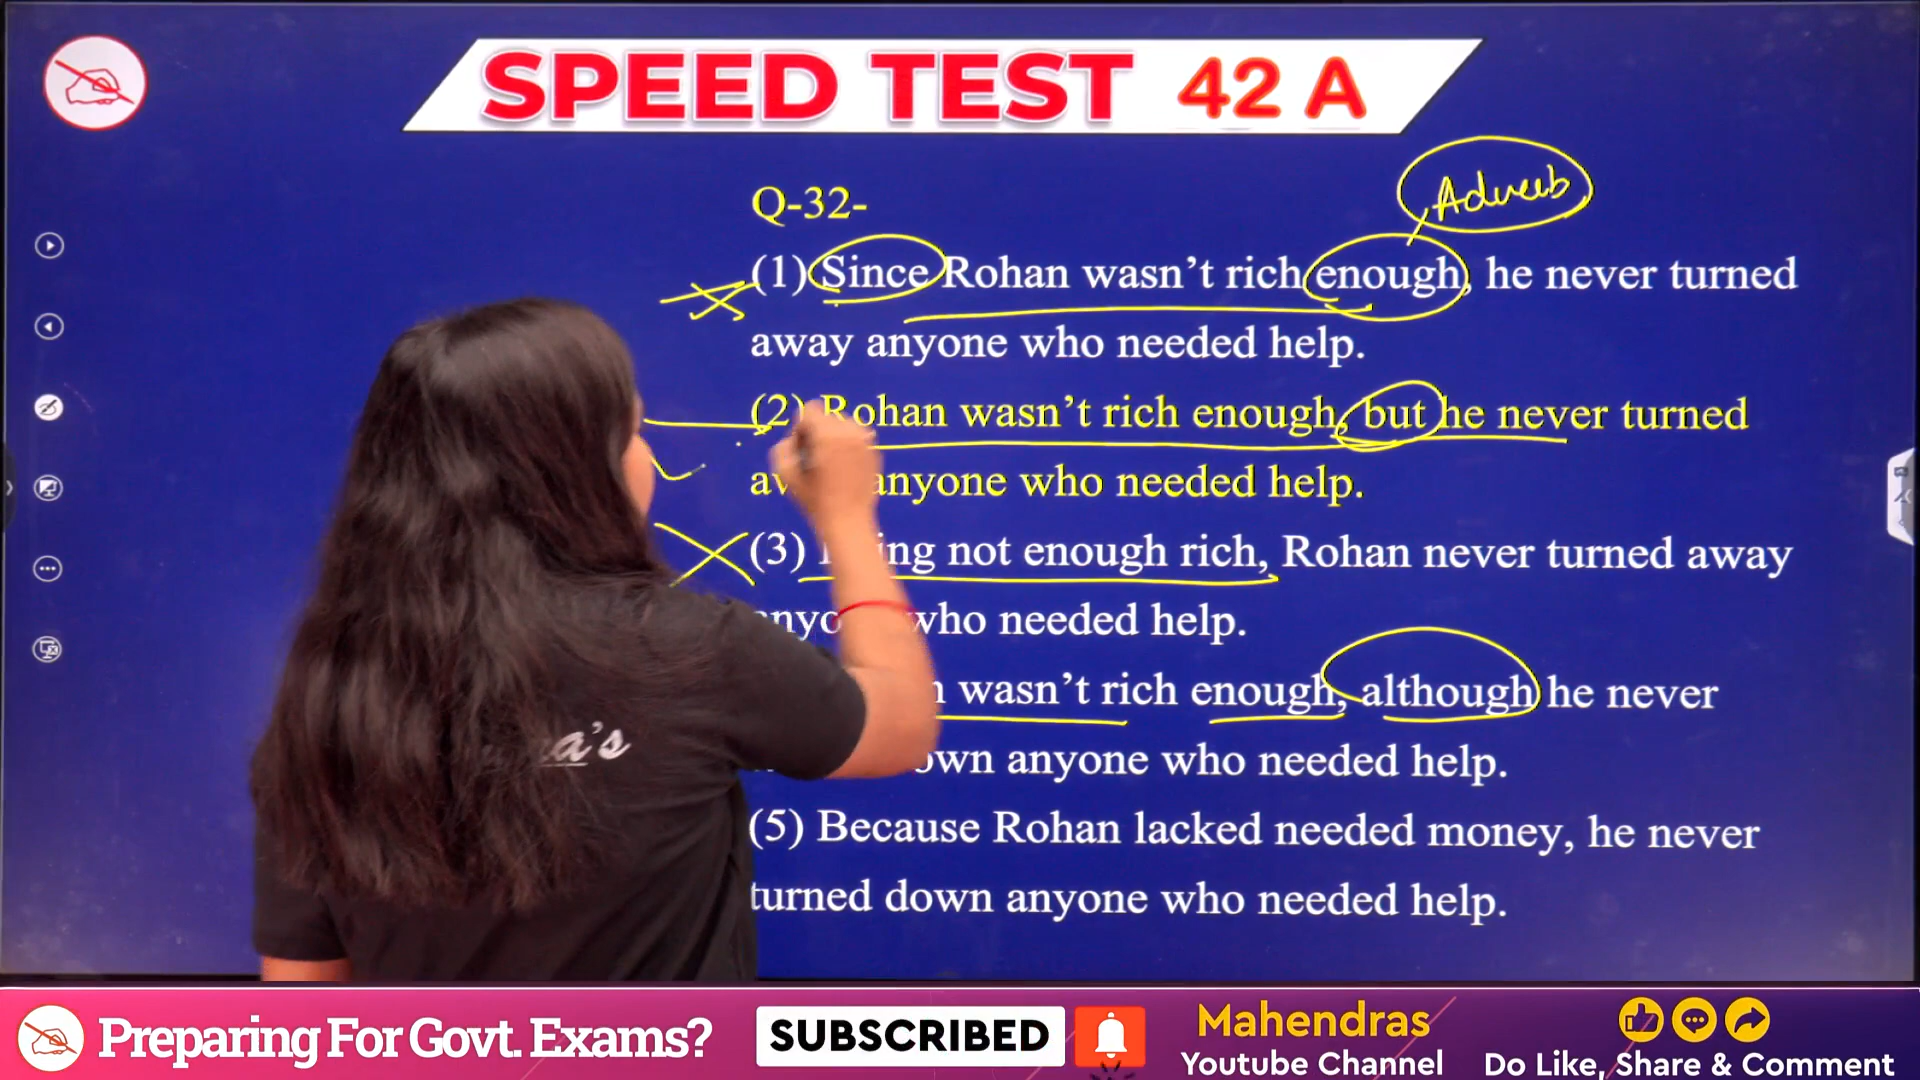 SPEED TEST 42 A
Adverb
Q-32-
(1) Since Rohan wasn't rich enough, he never turned
away anyone who needed help.
(2) Rohan wasn't rich enough, but he never turned
anyone who needed help.
(3) not enough rich, Rohan never turned away
who needed help.
wasn't rich enough, although he never
anyone who needed help.
(5) Because Rohan lacked needed money, he never
turned down anyone who needed help.
Preparing For Govt. Exams?
SUBSCRIBED
Mahendras
Youtube Channel
Do Like, Share & Comment